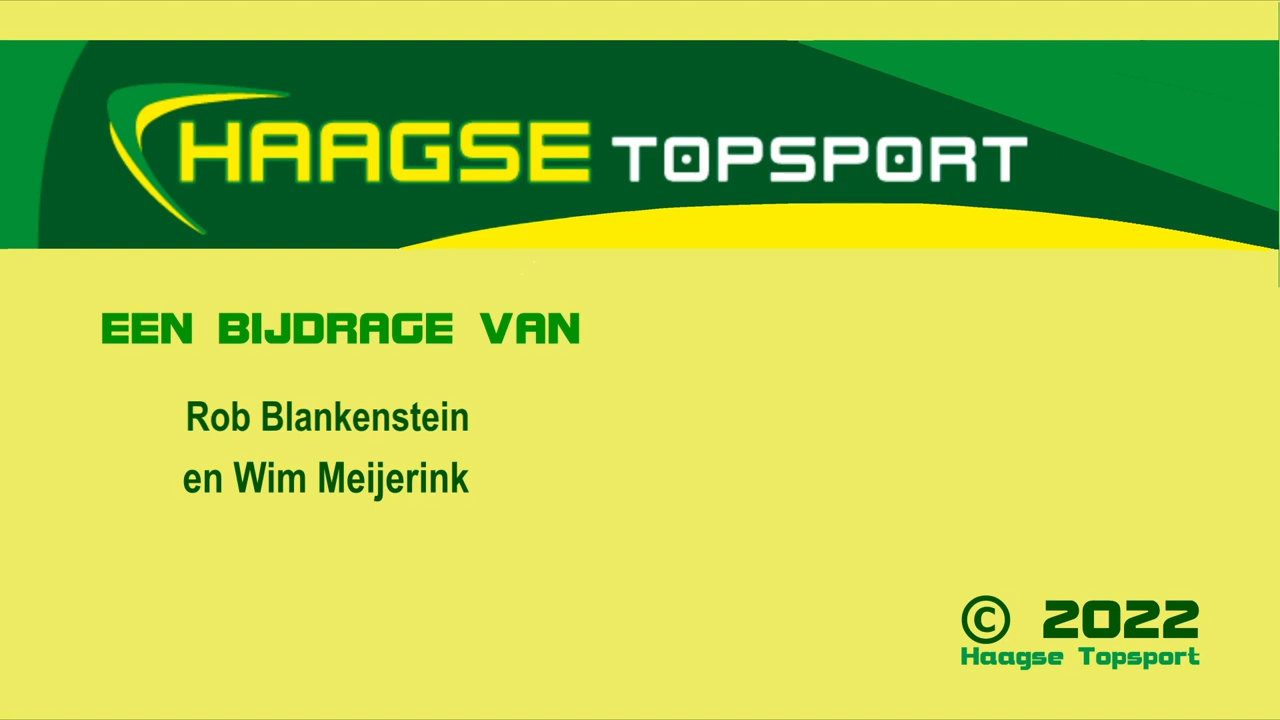 HAAGSE TOPSPORT
EEN BIJDRAGE VAN
Rob Blankenstein
en Wim Meijerink
© 2022
Haagse Topsport